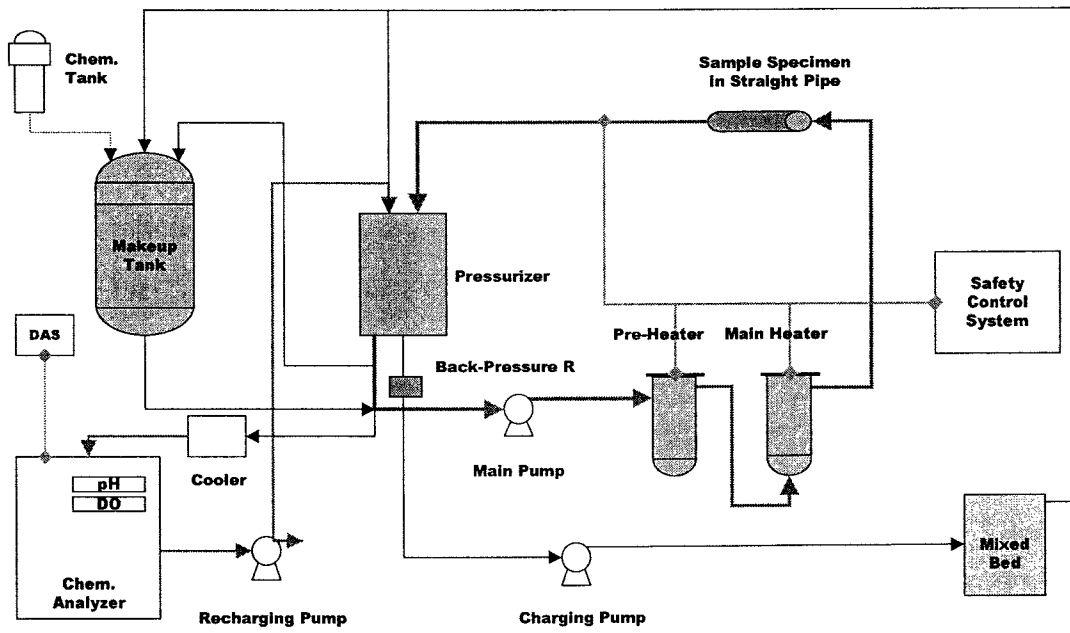 Chem.
Tank
Sample Specimen
in Straight Pipe
Makeup
Tank
Pressurizer
Safety
Control
System
DAS
Pre-Heater
Main Heater
Back-Pressure R
Cooler
Main Pump
pH
DO
Mixed
Bed
Chem.
Analyzer
Recharging Pump
Charging Pump